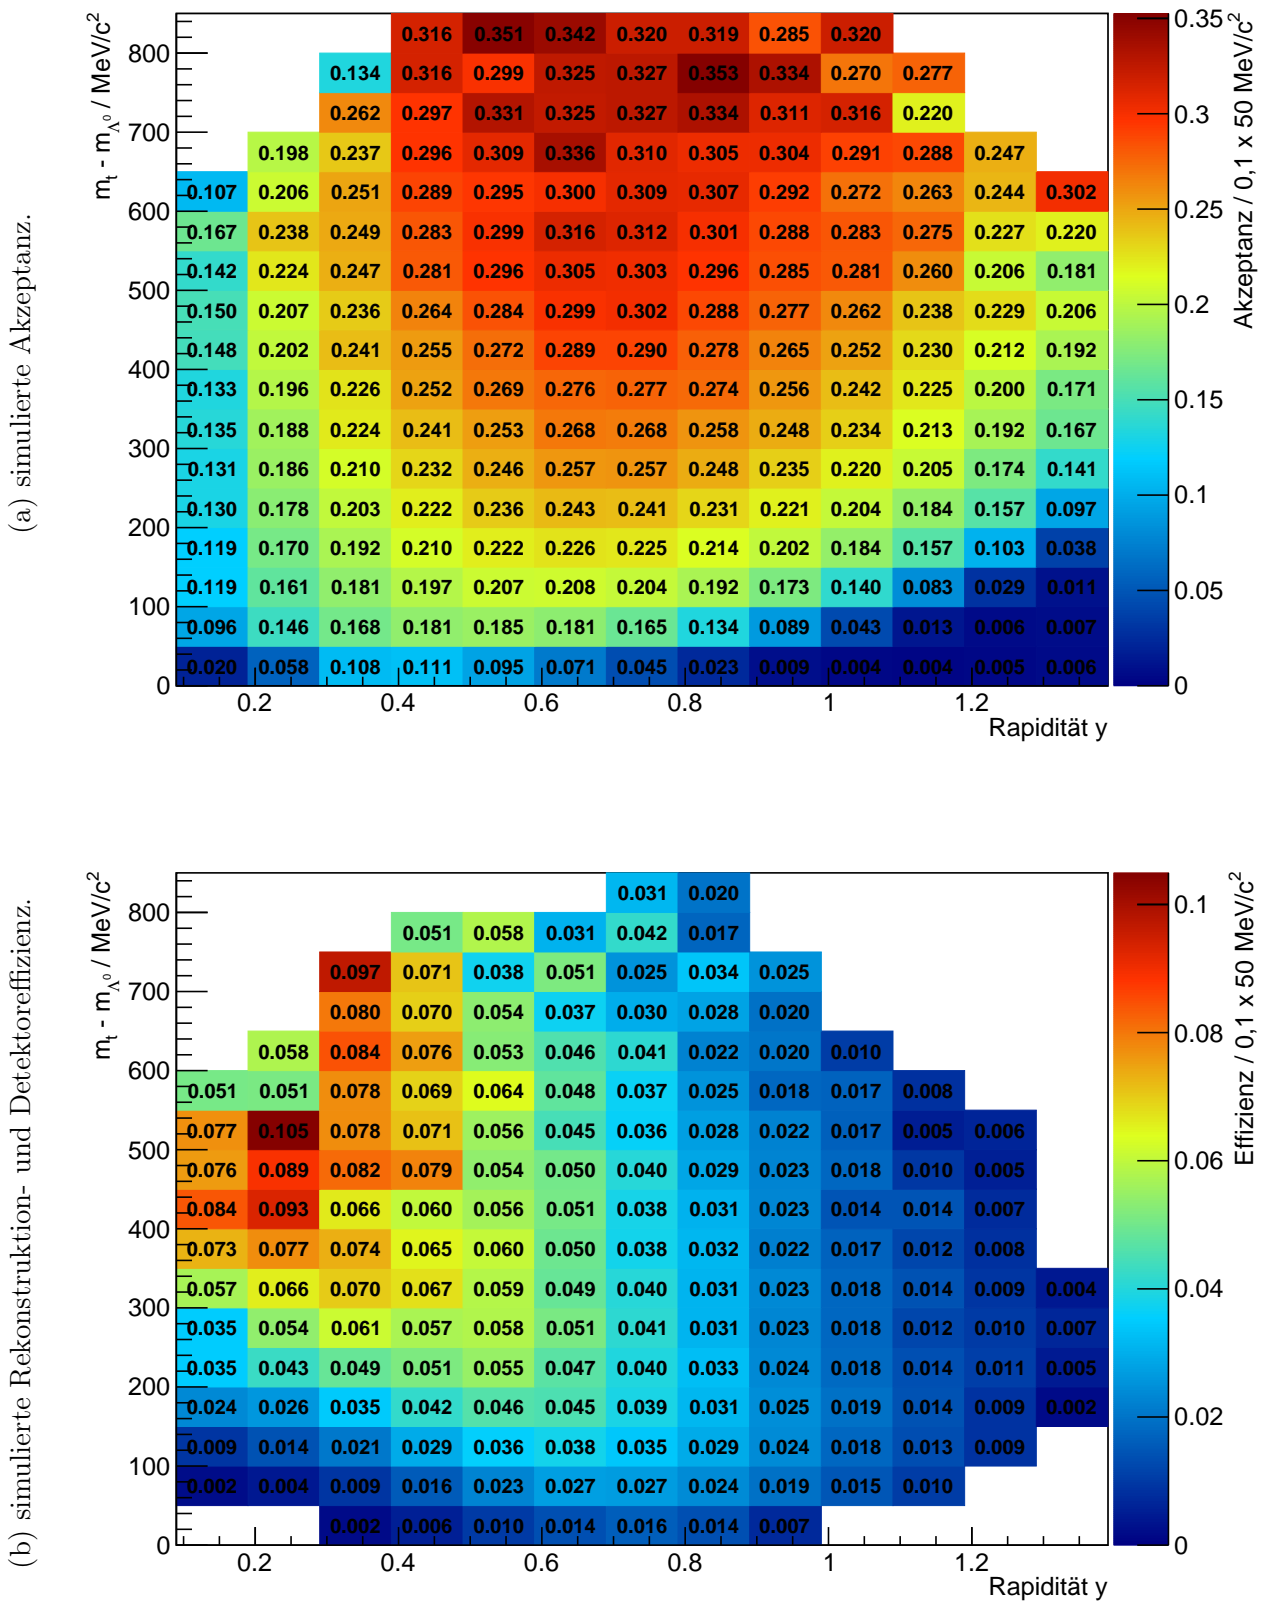 (a) simulierte Akzeptanz.
m_t - m_Λ⁰ / MeV/c²
800
700
600
500
400
300
200
100
0
0.316 0.351 0.342 0.320 0.319 0.285 0.320
0.134 0.316 0.299 0.325 0.327 0.353 0.334 0.270 0.277
0.262 0.297 0.331 0.325 0.327 0.334 0.311 0.316 0.220
0.198 0.237 0.296 0.309 0.336 0.310 0.305 0.304 0.291 0.288 0.247
0.107 0.206 0.251 0.289 0.295 0.300 0.309 0.307 0.292 0.272 0.263 0.244 0.302
0.167 0.238 0.249 0.283 0.299 0.316 0.312 0.301 0.288 0.283 0.275 0.227 0.220
0.142 0.224 0.247 0.281 0.296 0.305 0.303 0.296 0.285 0.281 0.260 0.206 0.181
0.150 0.207 0.236 0.264 0.284 0.299 0.302 0.288 0.277 0.262 0.238 0.229 0.206
0.148 0.202 0.241 0.255 0.272 0.289 0.290 0.278 0.265 0.252 0.230 0.212 0.192
0.133 0.196 0.226 0.252 0.269 0.276 0.277 0.274 0.256 0.242 0.225 0.200 0.171
0.135 0.188 0.224 0.241 0.253 0.268 0.268 0.258 0.248 0.234 0.213 0.192 0.167
0.131 0.186 0.210 0.232 0.246 0.257 0.257 0.248 0.235 0.220 0.205 0.174 0.141
0.130 0.178 0.203 0.222 0.236 0.243 0.241 0.231 0.221 0.204 0.184 0.157 0.097
0.119 0.170 0.192 0.210 0.222 0.226 0.225 0.214 0.202 0.184 0.157 0.103 0.038
0.119 0.161 0.181 0.197 0.207 0.208 0.204 0.192 0.173 0.140 0.083 0.029 0.011
0.096 0.146 0.168 0.181 0.185 0.181 0.165 0.134 0.089 0.043 0.013 0.006 0.007
0.020 0.058 0.108 0.111 0.095 0.071 0.045 0.023 0.009 0.004 0.004 0.005 0.006
0.2 0.4 0.6 0.8 1 1.2
Rapidität y
0.35
0.3
0.25
0.2
0.15
0.1
0.05
0
Akzeptanz / 0,1 x 50 MeV/c²
(b) simulierte Rekonstruktion- und Detektoreffizienz.
m_t - m_Λ⁰ / MeV/c²
800
700
600
500
400
300
200
100
0
0.031 0.020
0.051 0.058 0.031 0.042 0.017
0.097 0.071 0.038 0.051 0.025 0.034 0.025
0.080 0.070 0.054 0.037 0.030 0.028 0.020
0.058 0.084 0.076 0.053 0.046 0.041 0.022 0.020 0.010
0.051 0.051 0.078 0.069 0.064 0.048 0.037 0.025 0.018 0.017 0.008
0.077 0.105 0.078 0.071 0.056 0.045 0.036 0.028 0.022 0.017 0.005 0.006
0.076 0.089 0.082 0.079 0.054 0.050 0.040 0.029 0.023 0.018 0.010 0.005
0.084 0.093 0.066 0.060 0.056 0.051 0.038 0.031 0.023 0.014 0.014 0.007
0.073 0.077 0.074 0.065 0.060 0.050 0.038 0.032 0.022 0.017 0.012 0.008
0.057 0.066 0.070 0.067 0.059 0.049 0.040 0.031 0.023 0.018 0.014 0.009 0.004
0.035 0.054 0.061 0.057 0.058 0.051 0.041 0.031 0.023 0.018 0.012 0.010 0.007
0.035 0.043 0.049 0.051 0.055 0.047 0.040 0.033 0.024 0.018 0.014 0.011 0.005
0.024 0.026 0.035 0.042 0.046 0.045 0.039 0.031 0.025 0.019 0.014 0.009 0.002
0.009 0.014 0.021 0.029 0.036 0.038 0.035 0.029 0.024 0.018 0.013 0.009
0.002 0.004 0.009 0.016 0.023 0.027 0.027 0.024 0.019 0.015 0.010
0.002 0.006 0.010 0.014 0.016 0.014 0.007
0.2 0.4 0.6 0.8 1 1.2
Rapidität y
0.1
0.08
0.06
0.04
0.02
0
Effizienz / 0,1 x 50 MeV/c²